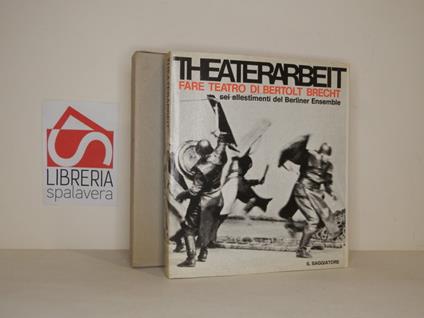 THEATERARBEIT
FARE TEATRO DI BERTOLT BRECHT
sei allestimenti del Berliner Ensemble
LIBRERIA
spalavera
IL SAGGIATORE